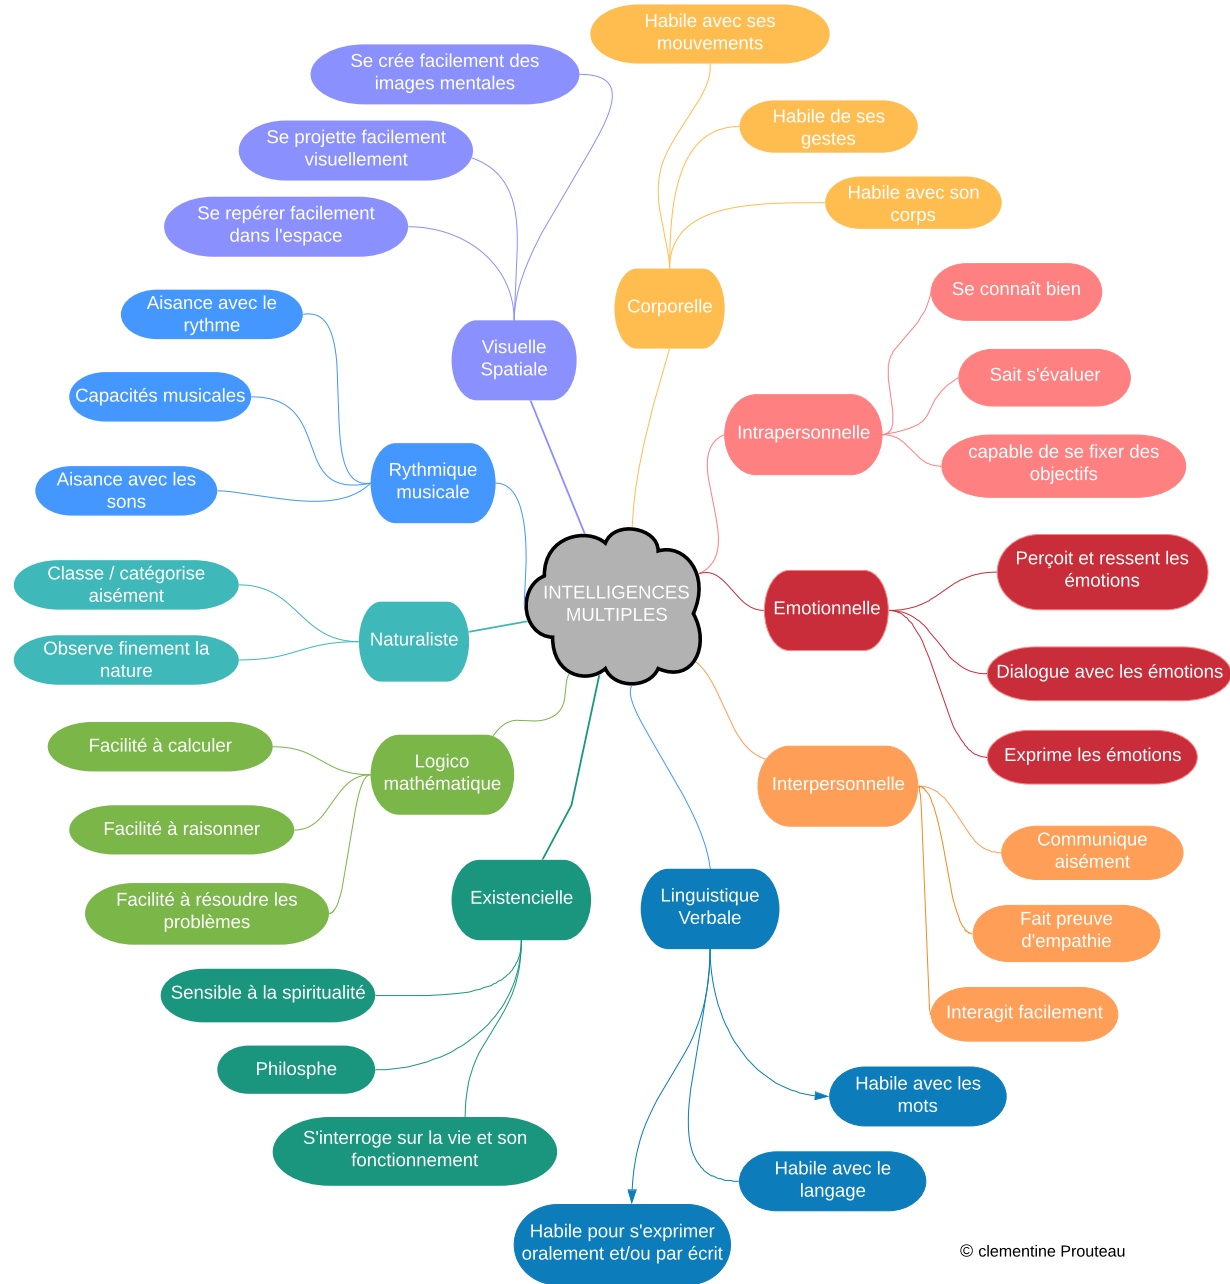 Habile avec ses
mouvements
Se crée facilement des
images mentales
Habile de ses
gestes
Se projette facilement
visuellement
Habile avec son
corps
Se repérer facilement
dans l'espace
Corporelle
Se connaît bien
Aisance avec le
rythme
Visuelle
Spatiale
Sait s'évaluer
Capacités musicales
Intrapersonnelle
capable de se fixer des
objectifs
Rythmique
musicale
Aisance avec les
sons
INTELLIGENCES
MULTIPLES
Perçoit et ressent les
émotions
Classe / catégorise
aisément
Emotionnelle
Naturaliste
Observe finement la
nature
Dialogue avec les émotions
Facilité à calculer
Exprime les émotions
Logico
mathématique
Interpersonnelle
Facilité à raisonner
Communique
aisément
Facilité à résoudre les
problèmes
Existencielle
Linguistique
Verbale
Fait preuve
d'empathie
Sensible à la spiritualité
Interagit facilement
Philosphe
Habile avec les
mots
S'interroge sur la vie et son
fonctionnement
Habile avec le
langage
Habile pour s'exprimer
oralement et/ou par écrit
© clementine Prouteau